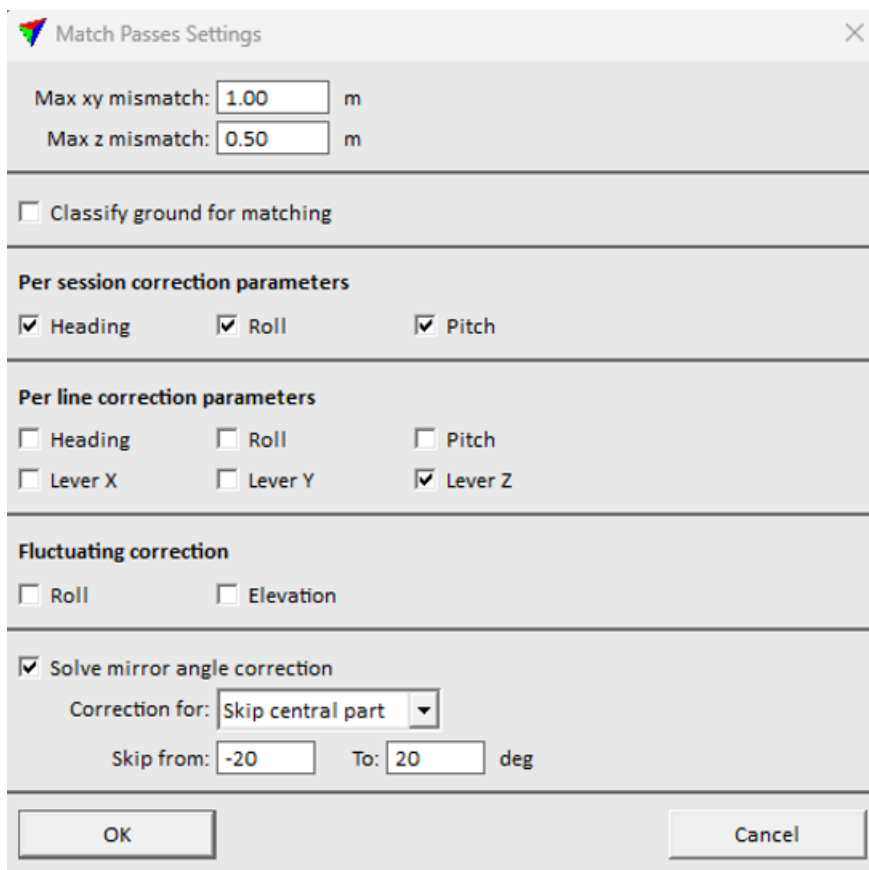 Match Passes Settings
Max xy mismatch: 1.00 m
Max z mismatch: 0.50 m
Classify ground for matching
Per session correction parameters
Heading Roll Pitch
Per line correction parameters
Heading Roll Pitch
Lever X Lever Y Lever Z
Fluctuating correction
Roll Elevation
Solve mirror angle correction
Correction for: Skip central part
Skip from: -20 To: 20 deg
OK Cancel